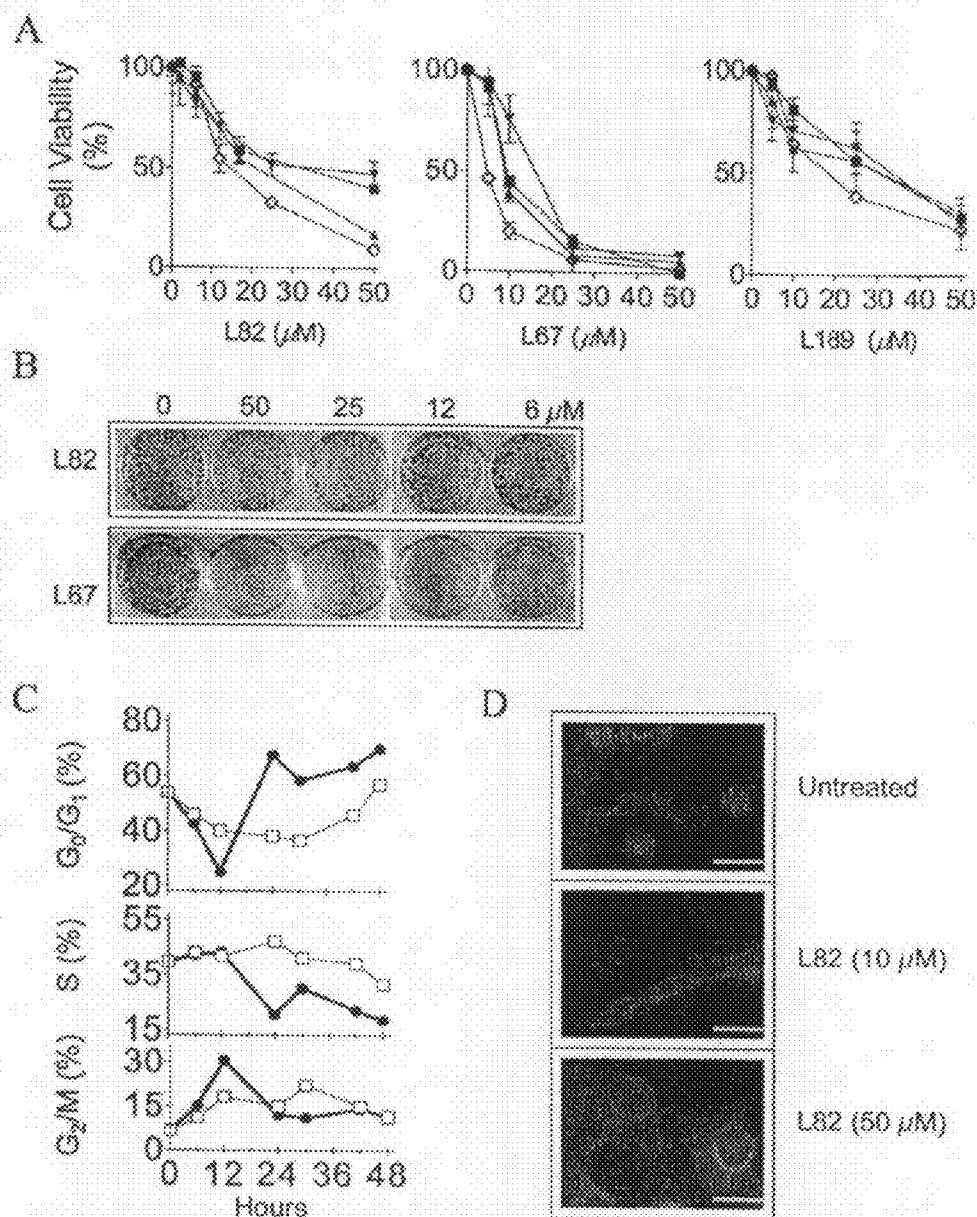 A
Cell Viability (%)
100
50
0
0 10 20 30 40 50
L82 (μM)
100
50
0
0 10 20 30 40 50
L67 (μM)
100
50
0
0 10 20 30 40 50
L189 (μM)
B
0 50 25 12 6 μM
L82
L67
C
G0/G1 (%)
80
60
40
20
S (%)
55
35
15
G2/M (%)
30
15
0
0 12 24 36 48
Hours
D
Untreated
L82 (10 μM)
L82 (50 μM)